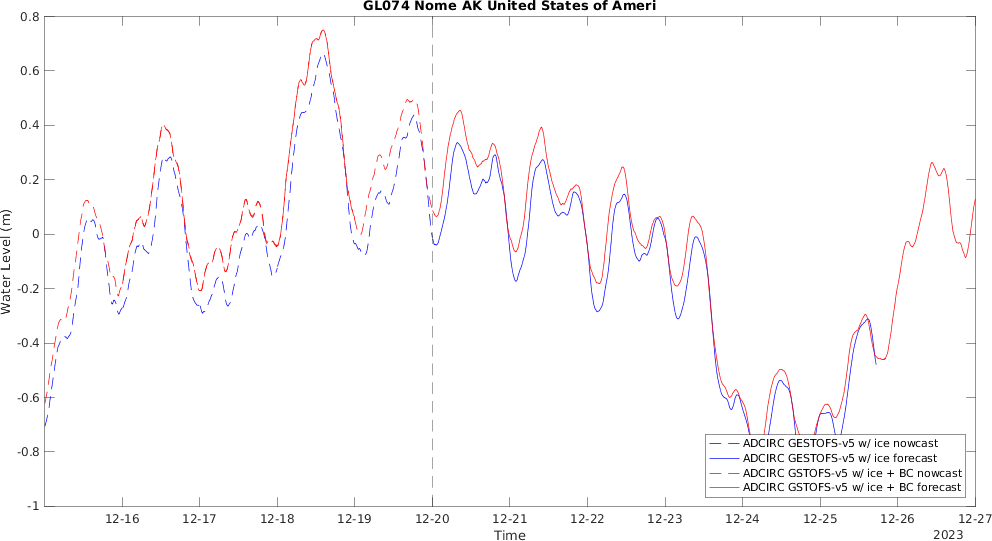 GL074 Nome AK United States of Ameri
Water Level (m)
0.8
0.6
0.4
0.2
0
-0.2
-0.4
-0.6
-0.8
-1
ADCIRC GESTOFS-v5 w/ ice nowcast
ADCIRC GESTOFS-v5 w/ ice forecast
ADCIRC GSTOFS-v5 w/ ice + BC nowcast
ADCIRC GSTOFS-v5 w/ ice + BC forecast
12-16 12-17 12-18 12-19 12-20 12-21 12-22 12-23 12-24 12-25 12-26 12-27
Time
2023